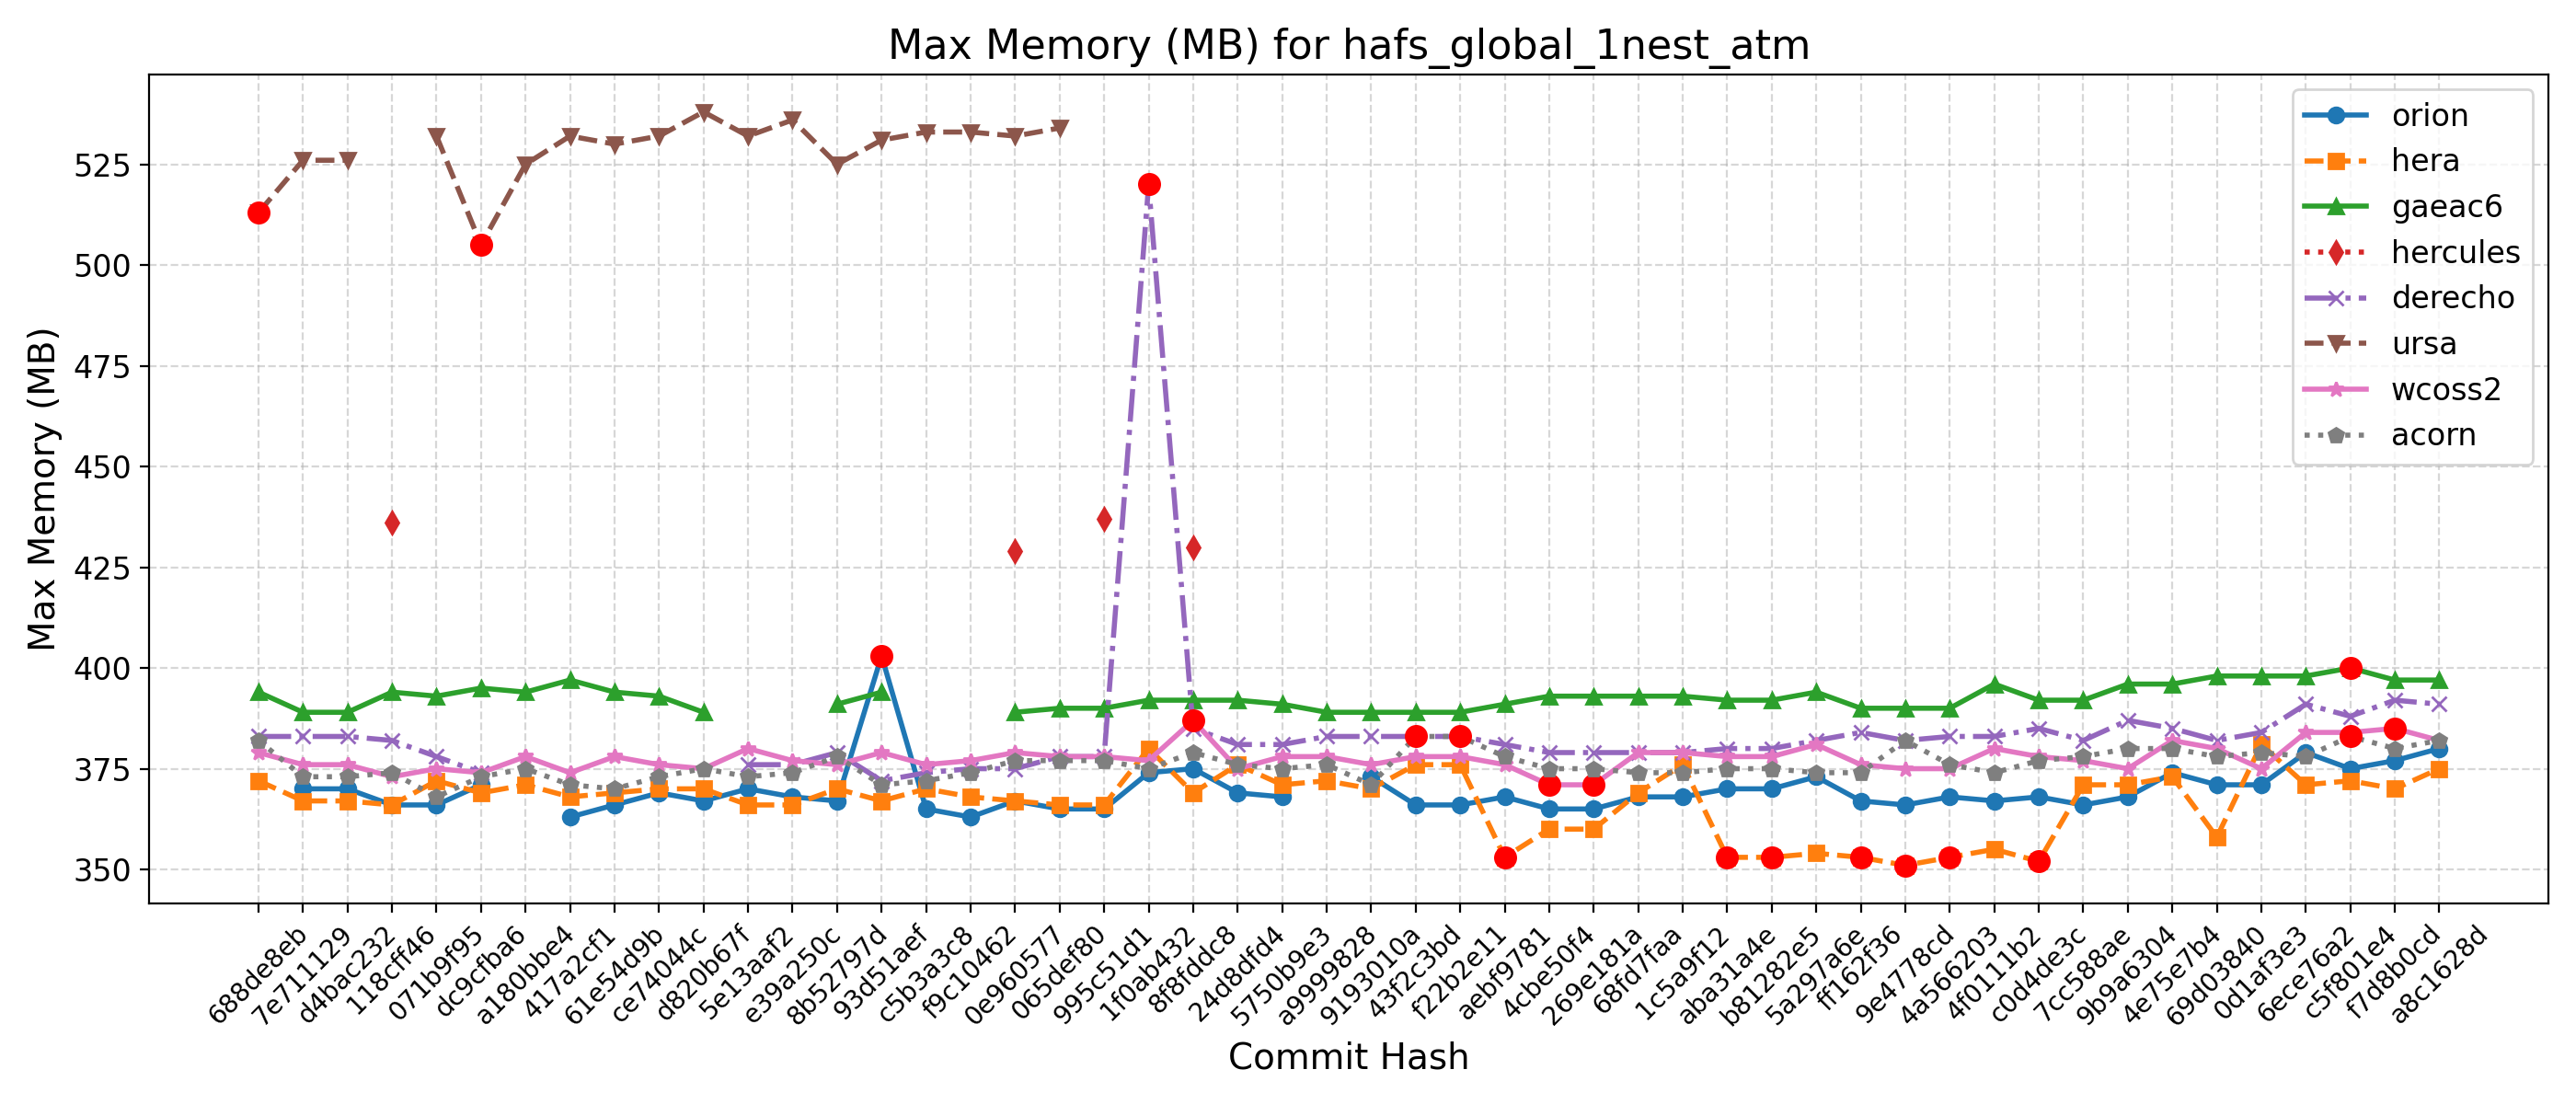 Max Memory (MB) for hafs_global_1nest_atm
Max Memory (MB)
525
500
475
450
425
400
375
350
orion
hera
gaeac6
hercules
derecho
ursa
wcoss2
acorn
688de8eb
7e711129
d4bac232
118cff46
071b9f95
dc9cfba6
a180bbe4
417a2cf1
61e54d9b
ce74044c
d820b67f
5e13aaf2
e39a250c
8b52797d
93d51aef
c5b3a3c8
f9c10462
0e960577
065def80
995c51d1
1f0ab432
8f8fddc8
24d8dfd4
5750b9e3
a9999828
9193010a
43f2c3bd
f22b2e11
aebf9781
4cbe50f4
269e181a
68fd7faa
1c5a9f12
aba31a4e
b81282e5
5a297a6e
ff162f36
9e4778cd
4a566203
4f0111b2
c0d4de3c
7cc588ae
9b9a6304
4e75e7b4
69d03840
0d1af3e3
6ece76a2
c5f801e4
f7d8b0cd
a8c1628d
Commit Hash